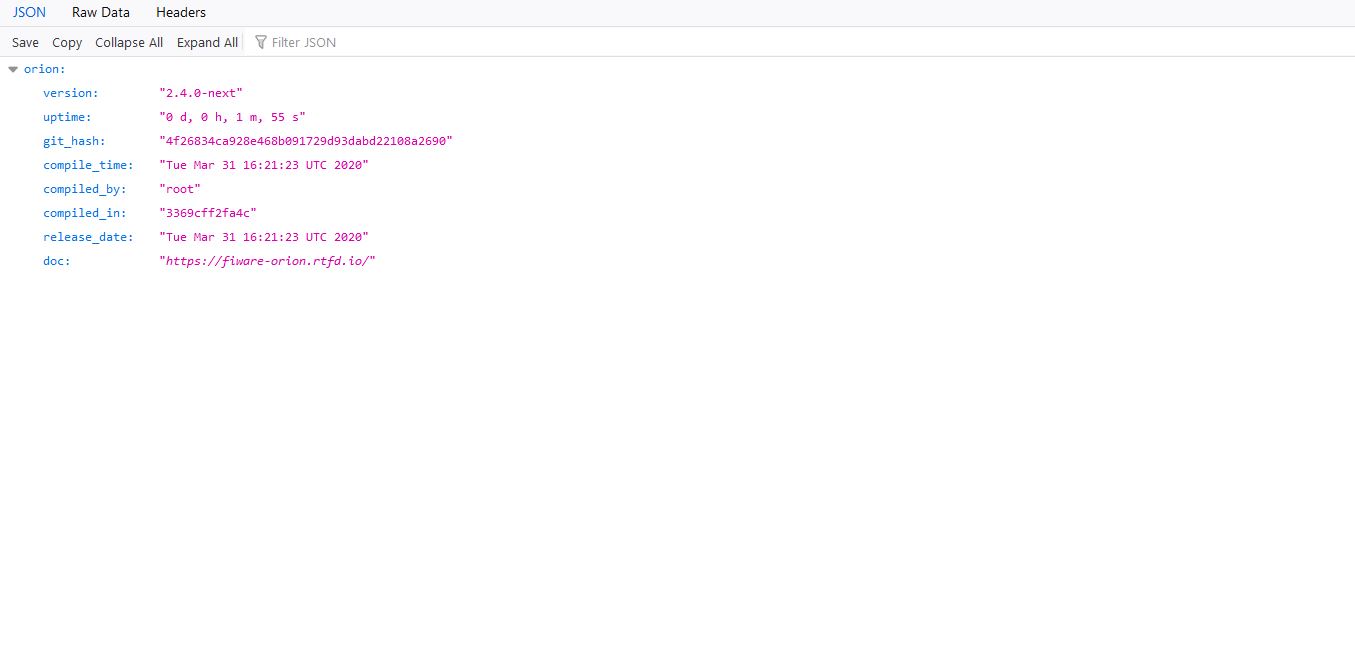 JSON Raw Data Headers
Save Copy Collapse All Expand All Filter JSON
orion:
version: "2.4.0-next"
uptime: "0 d, 0 h, 1 m, 55 s"
git_hash: "4f26834ca928e468b091729d93dabd22108a2690"
compile_time: "Tue Mar 31 16:21:23 UTC 2020"
compiled_by: "root"
compiled_in: "3369cff2fa4c"
release_date: "Tue Mar 31 16:21:23 UTC 2020"
doc: "https://fiware-orion.rtfd.io/"